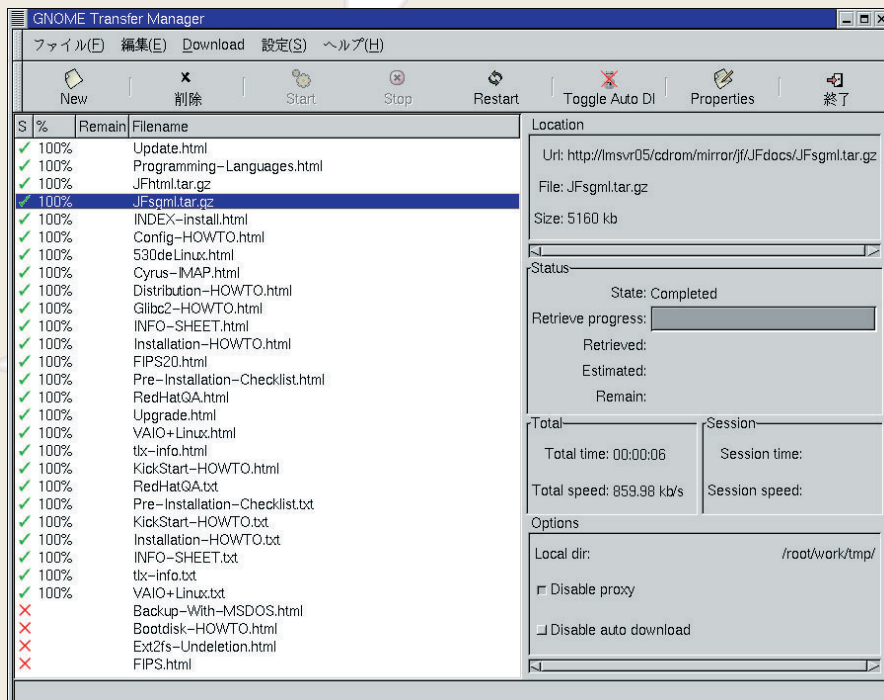 GNOME Transfer Manager
ファイル(F) 編集(E) Download 設定(S) ヘルプ(H)
New 削除 Start Stop Restart Toggle Auto Dl Properties 終了
S % Remain Filename
100% Update.html
100% Programming-Languages.html
100% JFhtml.tar.gz
100% JFsgml.tar.gz
100% INDEX-install.html
100% Config-HOWTO.html
100% 530deLinux.html
100% Cyrus-IMAP.html
100% Distribution-HOWTO.html
100% Glibc2-HOWTO.html
100% INFO-SHEET.html
100% Installation-HOWTO.html
100% FIPS20.html
100% Pre-Installation-Checklist.html
100% RedHatQA.html
100% Upgrade.html
100% VAIO+Linux.html
100% tlx-info.html
100% KickStart-HOWTO.html
100% RedHatQA.txt
100% Pre-Installation-Checklist.txt
100% KickStart-HOWTO.txt
100% Installation-HOWTO.txt
100% INFO-SHEET.txt
100% tlx-info.txt
100% VAIO+Linux.txt
Backup-With-MSDOS.html
Bootdisk-HOWTO.html
Ext2fs-Undeletion.html
FIPS.html
Location
Url: http://lmsvr05/cdrom/mirror/jf/JFdocs/JFsgml.tar.gz
File: JFsgml.tar.gz
Size: 5160 kb
Status
State: Completed
Retrieve progress:
Retrieved:
Estimated:
Remain:
Total
Total time: 00:00:06
Total speed: 859.98 kb/s
Session
Session time:
Session speed:
Options
Local dir: /root/work/tmp/
Disable proxy
Disable auto download